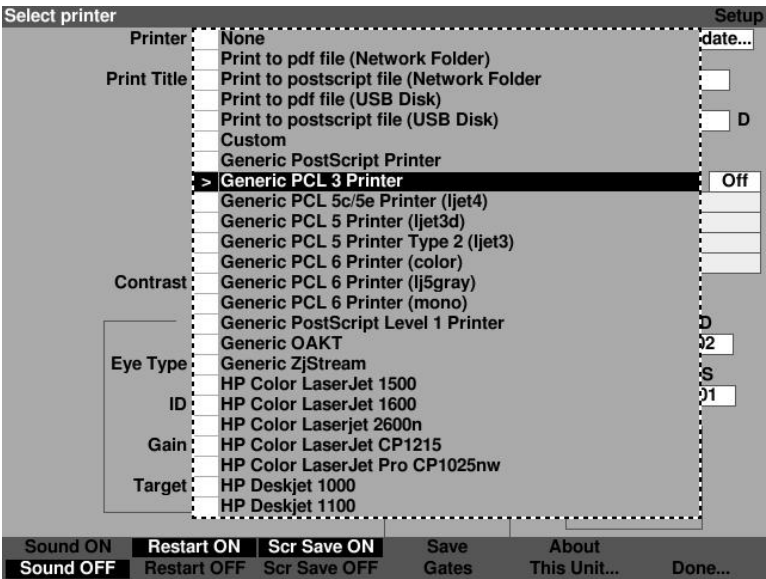 Select printer Setup
Printer None date...
Print to pdf file (Network Folder)
Print Title Print to postscript file (Network Folder
Print to pdf file (USB Disk)
Print to postscript file (USB Disk) D
Custom
Generic PostScript Printer
> Generic PCL 3 Printer Off
Generic PCL 5c/5e Printer (ljet4)
Generic PCL 5 Printer (ljet3d)
Generic PCL 5 Printer Type 2 (ljet3)
Generic PCL 6 Printer (color)
Contrast Generic PCL 6 Printer (lj5gray)
Generic PCL 6 Printer (mono)
Generic PostScript Level 1 Printer D
Generic OAKT 02
Eye Type Generic ZjStream
HP Color LaserJet 1500 S
ID HP Color LaserJet 1600 01
HP Color Laserjet 2600n
Gain HP Color LaserJet CP1215
HP Color LaserJet Pro CP1025nw
Target HP Deskjet 1000
HP Deskjet 1100
Sound ON Restart ON Scr Save ON Save About
Sound OFF Restart OFF Scr Save OFF Gates This Unit... Done...